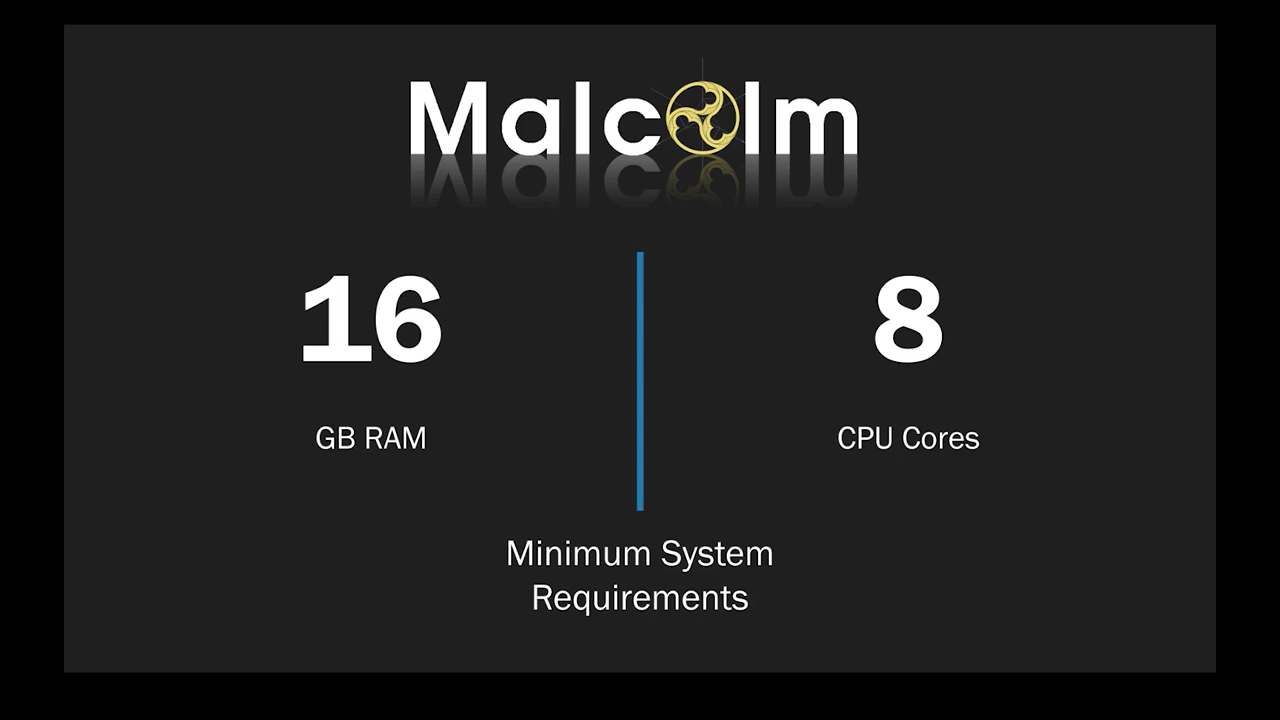 Malcolm
16
GB RAM
8
CPU Cores
Minimum System
Requirements